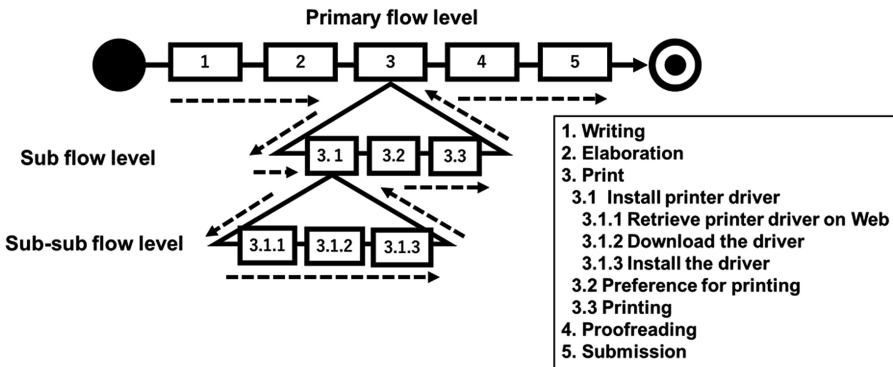 Primary flow level
1 2 3 4 5
Sub flow level
3.1 3.2 3.3
Sub-sub flow level
3.1.1 3.1.2 3.1.3
1. Writing
2. Elaboration
3. Print
3.1 Install printer driver
3.1.1 Retrieve printer driver on Web
3.1.2 Download the driver
3.1.3 Install the driver
3.2 Preference for printing
3.3 Printing
4. Proofreading
5. Submission